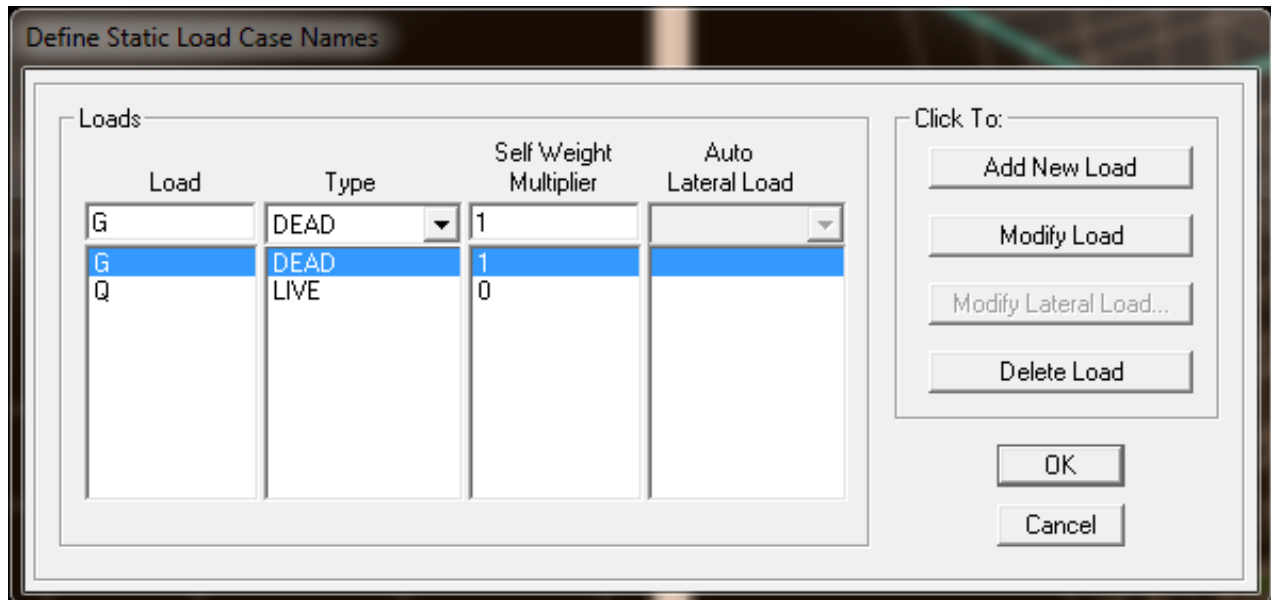 Define Static Load Case Names
Loads
Click To:
Load Type Self Weight Multiplier Auto Lateral Load
G DEAD 1
G DEAD 1
Q LIVE 0
Add New Load
Modify Load
Modify Lateral Load...
Delete Load
OK
Cancel